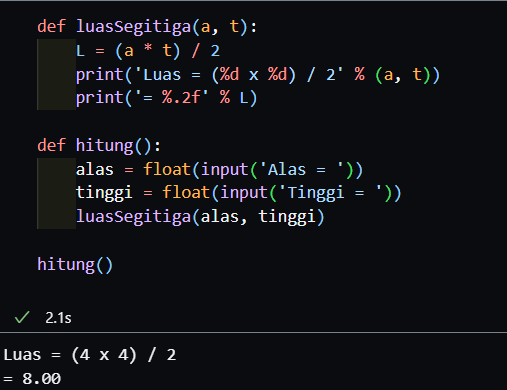 def luasSegitiga(a, t):
    L = (a * t) / 2
    print('Luas = (%d x %d) / 2' % (a, t))
    print('= %.2f' % L)

def hitung():
    alas = float(input('Alas = '))
    tinggi = float(input('Tinggi = '))
    luasSegitiga(alas, tinggi)

hitung()

✓ 2.1s
Luas = (4 x 4) / 2
= 8.00